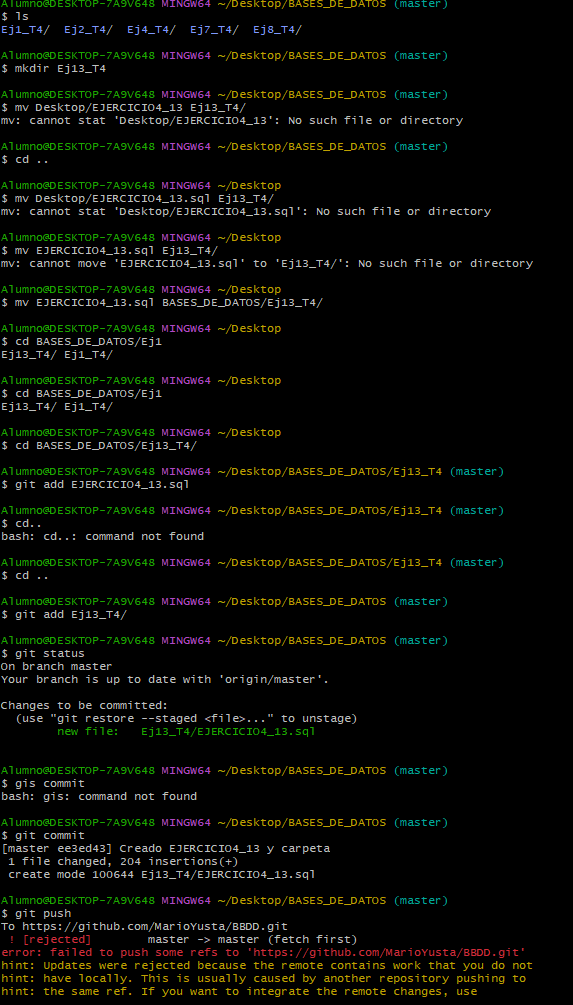 Alumno@DESKTOP-7A9V648 MINGW64 ~/Desktop/BASES_DE_DATOS (master)
$ ls
Ej1_T4/  Ej2_T4/  Ej4_T4/  Ej7_T4/  Ej8_T4/
Alumno@DESKTOP-7A9V648 MINGW64 ~/Desktop/BASES_DE_DATOS (master)
$ mkdir Ej13_T4
Alumno@DESKTOP-7A9V648 MINGW64 ~/Desktop/BASES_DE_DATOS (master)
$ mv Desktop/EJERCICIO4_13 Ej13_T4/
mv: cannot stat 'Desktop/EJERCICIO4_13': No such file or directory
Alumno@DESKTOP-7A9V648 MINGW64 ~/Desktop/BASES_DE_DATOS (master)
$ cd ..
Alumno@DESKTOP-7A9V648 MINGW64 ~/Desktop
$ mv Desktop/EJERCICIO4_13.sql Ej13_T4/
mv: cannot stat 'Desktop/EJERCICIO4_13.sql': No such file or directory
Alumno@DESKTOP-7A9V648 MINGW64 ~/Desktop
$ mv EJERCICIO4_13.sql Ej13_T4/
mv: cannot move 'EJERCICIO4_13.sql' to 'Ej13_T4/': No such file or directory
Alumno@DESKTOP-7A9V648 MINGW64 ~/Desktop
$ mv EJERCICIO4_13.sql BASES_DE_DATOS/Ej13_T4/
Alumno@DESKTOP-7A9V648 MINGW64 ~/Desktop
$ cd BASES_DE_DATOS/Ej1
Ej13_T4/ Ej1_T4/
Alumno@DESKTOP-7A9V648 MINGW64 ~/Desktop
$ cd BASES_DE_DATOS/Ej1
Ej13_T4/ Ej1_T4/
Alumno@DESKTOP-7A9V648 MINGW64 ~/Desktop
$ cd BASES_DE_DATOS/Ej13_T4/
Alumno@DESKTOP-7A9V648 MINGW64 ~/Desktop/BASES_DE_DATOS/Ej13_T4 (master)
$ git add EJERCICIO4_13.sql
Alumno@DESKTOP-7A9V648 MINGW64 ~/Desktop/BASES_DE_DATOS/Ej13_T4 (master)
$ cd..
bash: cd..: command not found
Alumno@DESKTOP-7A9V648 MINGW64 ~/Desktop/BASES_DE_DATOS/Ej13_T4 (master)
$ cd ..
Alumno@DESKTOP-7A9V648 MINGW64 ~/Desktop/BASES_DE_DATOS (master)
$ git add Ej13_T4/
Alumno@DESKTOP-7A9V648 MINGW64 ~/Desktop/BASES_DE_DATOS (master)
$ git status
On branch master
Your branch is up to date with 'origin/master'.
Changes to be committed:
  (use "git restore --staged <file>..." to unstage)
        new file:   Ej13_T4/EJERCICIO4_13.sql
Alumno@DESKTOP-7A9V648 MINGW64 ~/Desktop/BASES_DE_DATOS (master)
$ gis commit
bash: gis: command not found
Alumno@DESKTOP-7A9V648 MINGW64 ~/Desktop/BASES_DE_DATOS (master)
$ git commit
[master ee3ed43] Creado EJERCICIO4_13 y carpeta
 1 file changed, 204 insertions(+)
 create mode 100644 Ej13_T4/EJERCICIO4_13.sql
Alumno@DESKTOP-7A9V648 MINGW64 ~/Desktop/BASES_DE_DATOS (master)
$ git push
To https://github.com/MarioYusta/BBDD.git
 ! [rejected]        master -> master (fetch first)
error: failed to push some refs to 'https://github.com/MarioYusta/BBDD.git'
hint: Updates were rejected because the remote contains work that you do not
hint: have locally. This is usually caused by another repository pushing to
hint: the same ref. If you want to integrate the remote changes, use